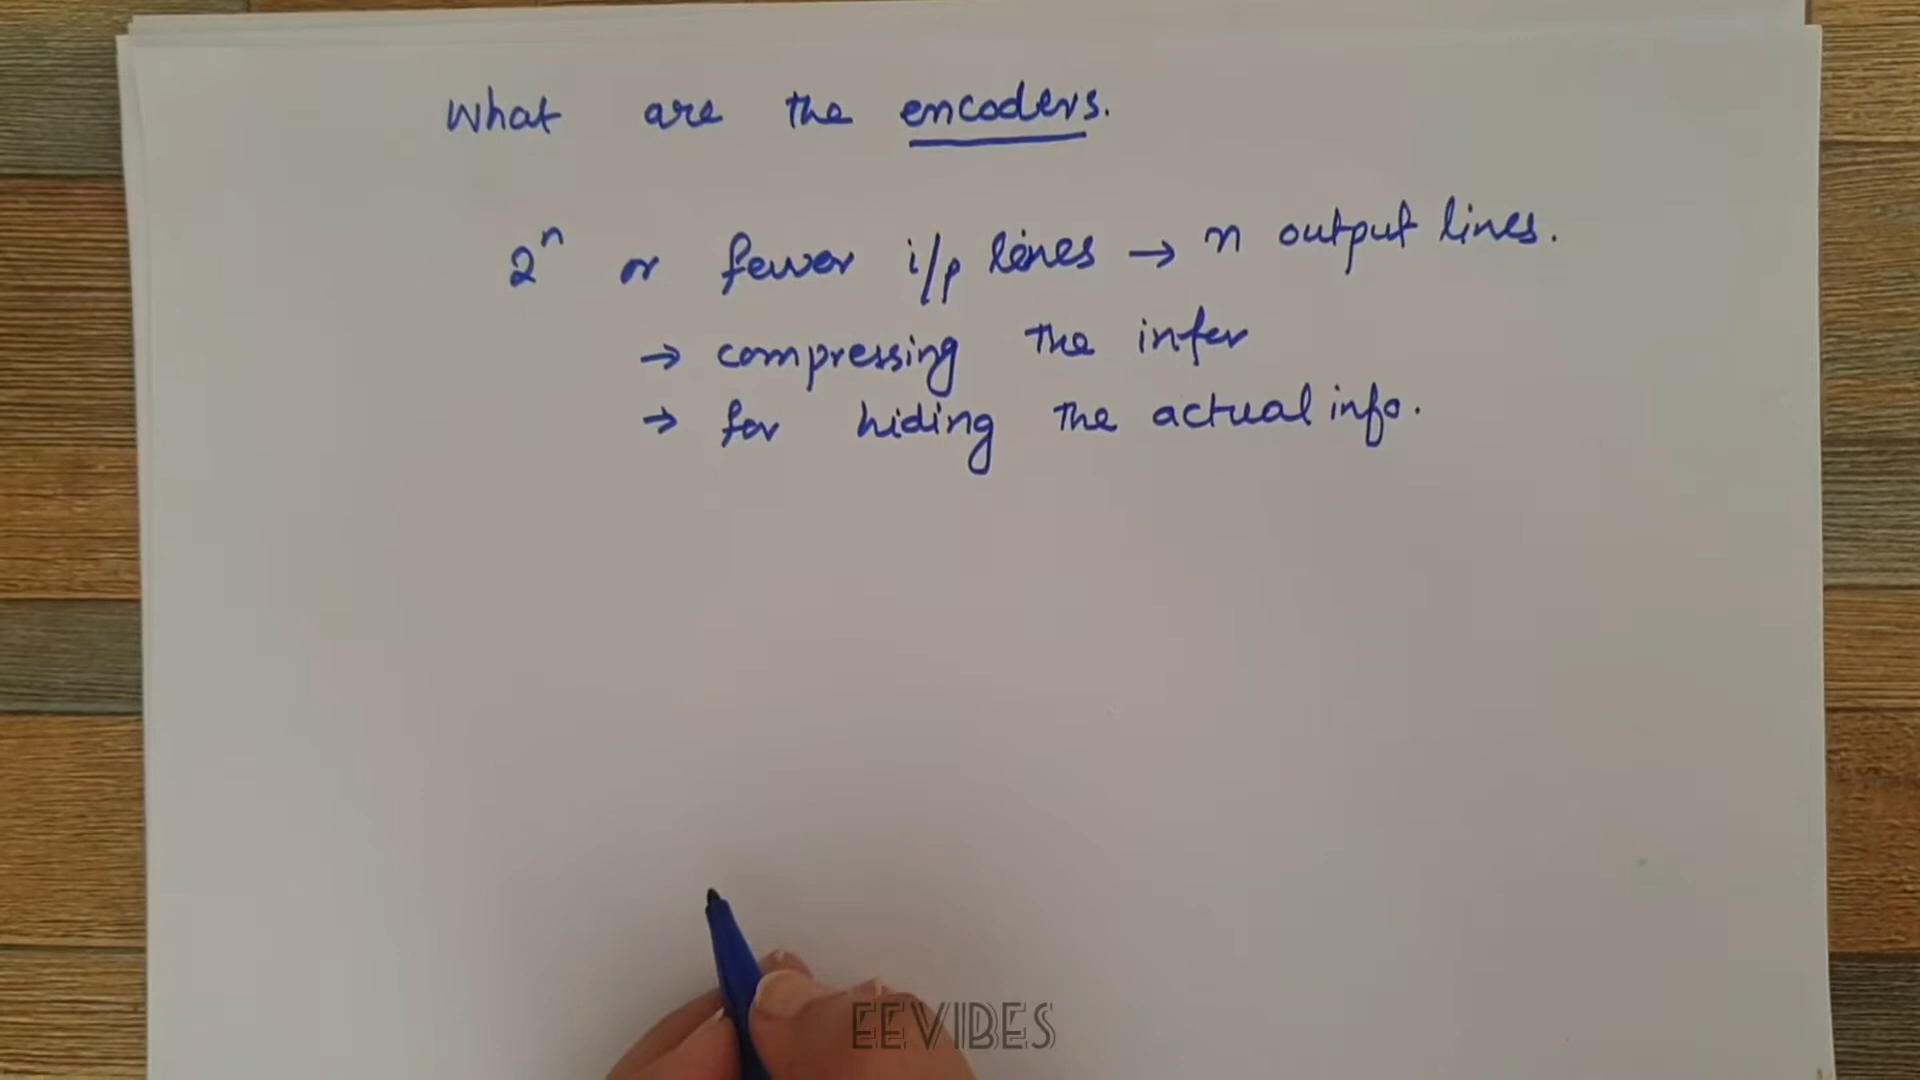 What are the encoders.
2ⁿ or fewer i/p lines → n output lines.
→ compressing the infor
→ for hiding the actual info.
EEVIBES